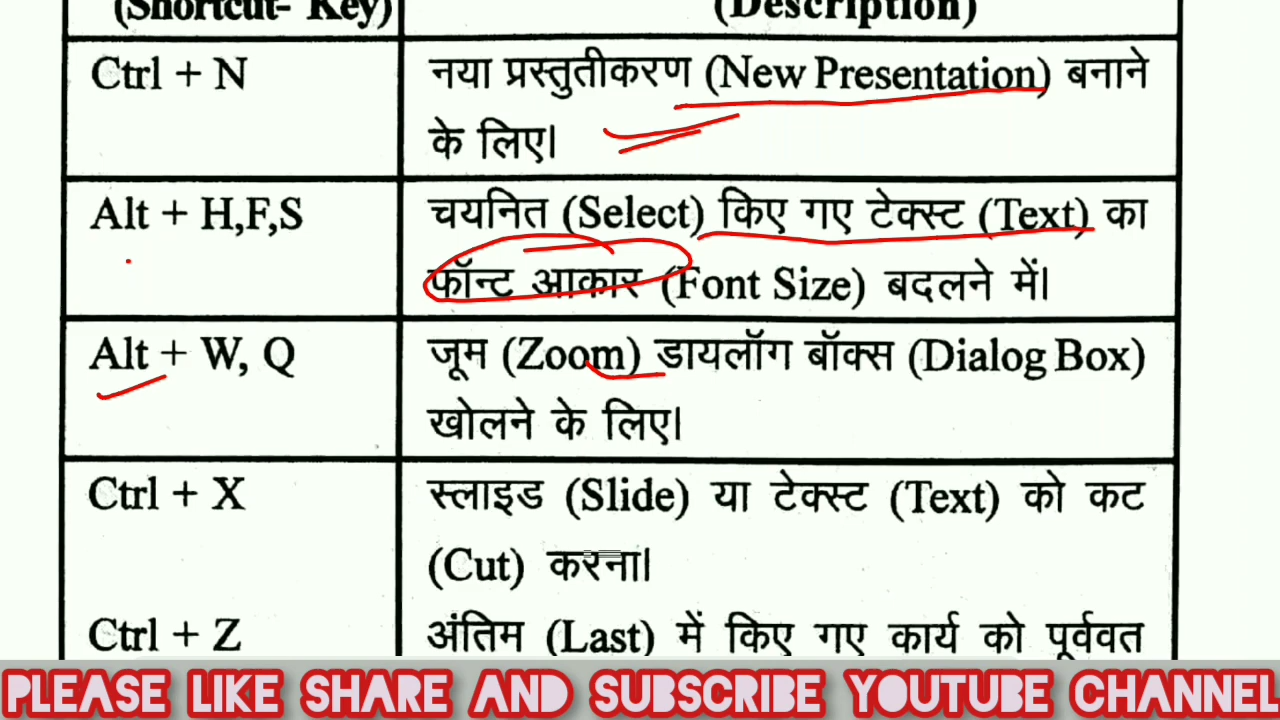 (Shortcut- Key) (Description)
Ctrl + N नया प्रस्तुतीकरण (New Presentation) बनाने
के लिए।
Alt + H,F,S चयनित (Select) किए गए टेक्स्ट (Text) का
फॉन्ट आकार (Font Size) बदलने में।
Alt + W, Q जूम (Zoom) डायलॉग बॉक्स (Dialog Box)
खोलने के लिए।
Ctrl + X स्लाइड (Slide) या टेक्स्ट (Text) को कट
(Cut) करना।
Ctrl + Z अंतिम (Last) में किए गए कार्य को पूर्ववत
PLEASE LIKE SHARE AND SUBSCRIBE YOUTUBE CHANNEL